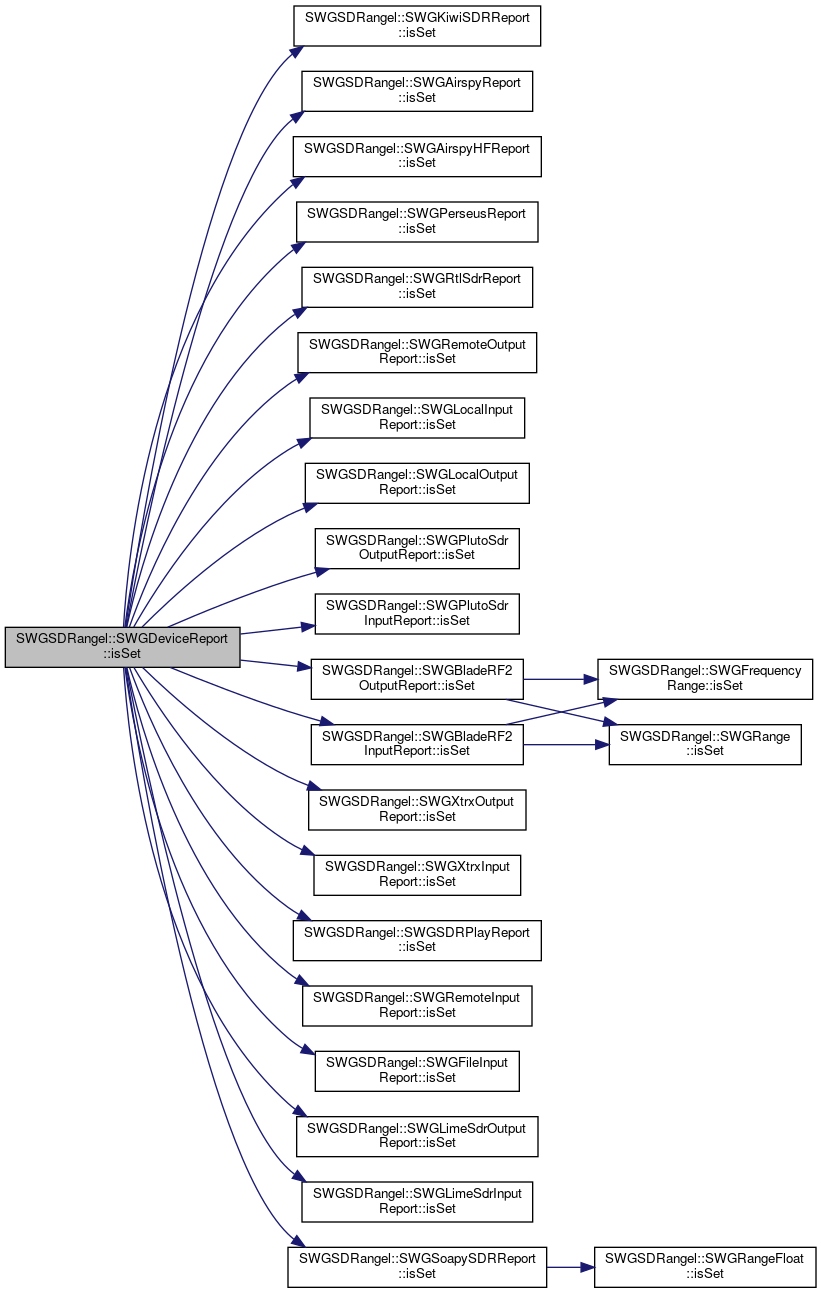 SWGSDRangel::SWGKiwiSDRReport
::isSet
SWGSDRangel::SWGAirspyReport
::isSet
SWGSDRangel::SWGAirspyHFReport
::isSet
SWGSDRangel::SWGPerseusReport
::isSet
SWGSDRangel::SWGRtlSdrReport
::isSet
SWGSDRangel::SWGRemoteOutput
Report::isSet
SWGSDRangel::SWGLocalInput
Report::isSet
SWGSDRangel::SWGLocalOutput
Report::isSet
SWGSDRangel::SWGPlutoSdr
OutputReport::isSet
SWGSDRangel::SWGPlutoSdr
InputReport::isSet
SWGSDRangel::SWGDeviceReport
::isSet
SWGSDRangel::SWGBladeRF2
OutputReport::isSet
SWGSDRangel::SWGFrequency
Range::isSet
SWGSDRangel::SWGBladeRF2
InputReport::isSet
SWGSDRangel::SWGRange
::isSet
SWGSDRangel::SWGXtrxOutput
Report::isSet
SWGSDRangel::SWGXtrxInput
Report::isSet
SWGSDRangel::SWGSDRPlayReport
::isSet
SWGSDRangel::SWGRemoteInput
Report::isSet
SWGSDRangel::SWGFileInput
Report::isSet
SWGSDRangel::SWGLimeSdrOutput
Report::isSet
SWGSDRangel::SWGLimeSdrInput
Report::isSet
SWGSDRangel::SWGSoapySDRReport
::isSet
SWGSDRangel::SWGRangeFloat
::isSet